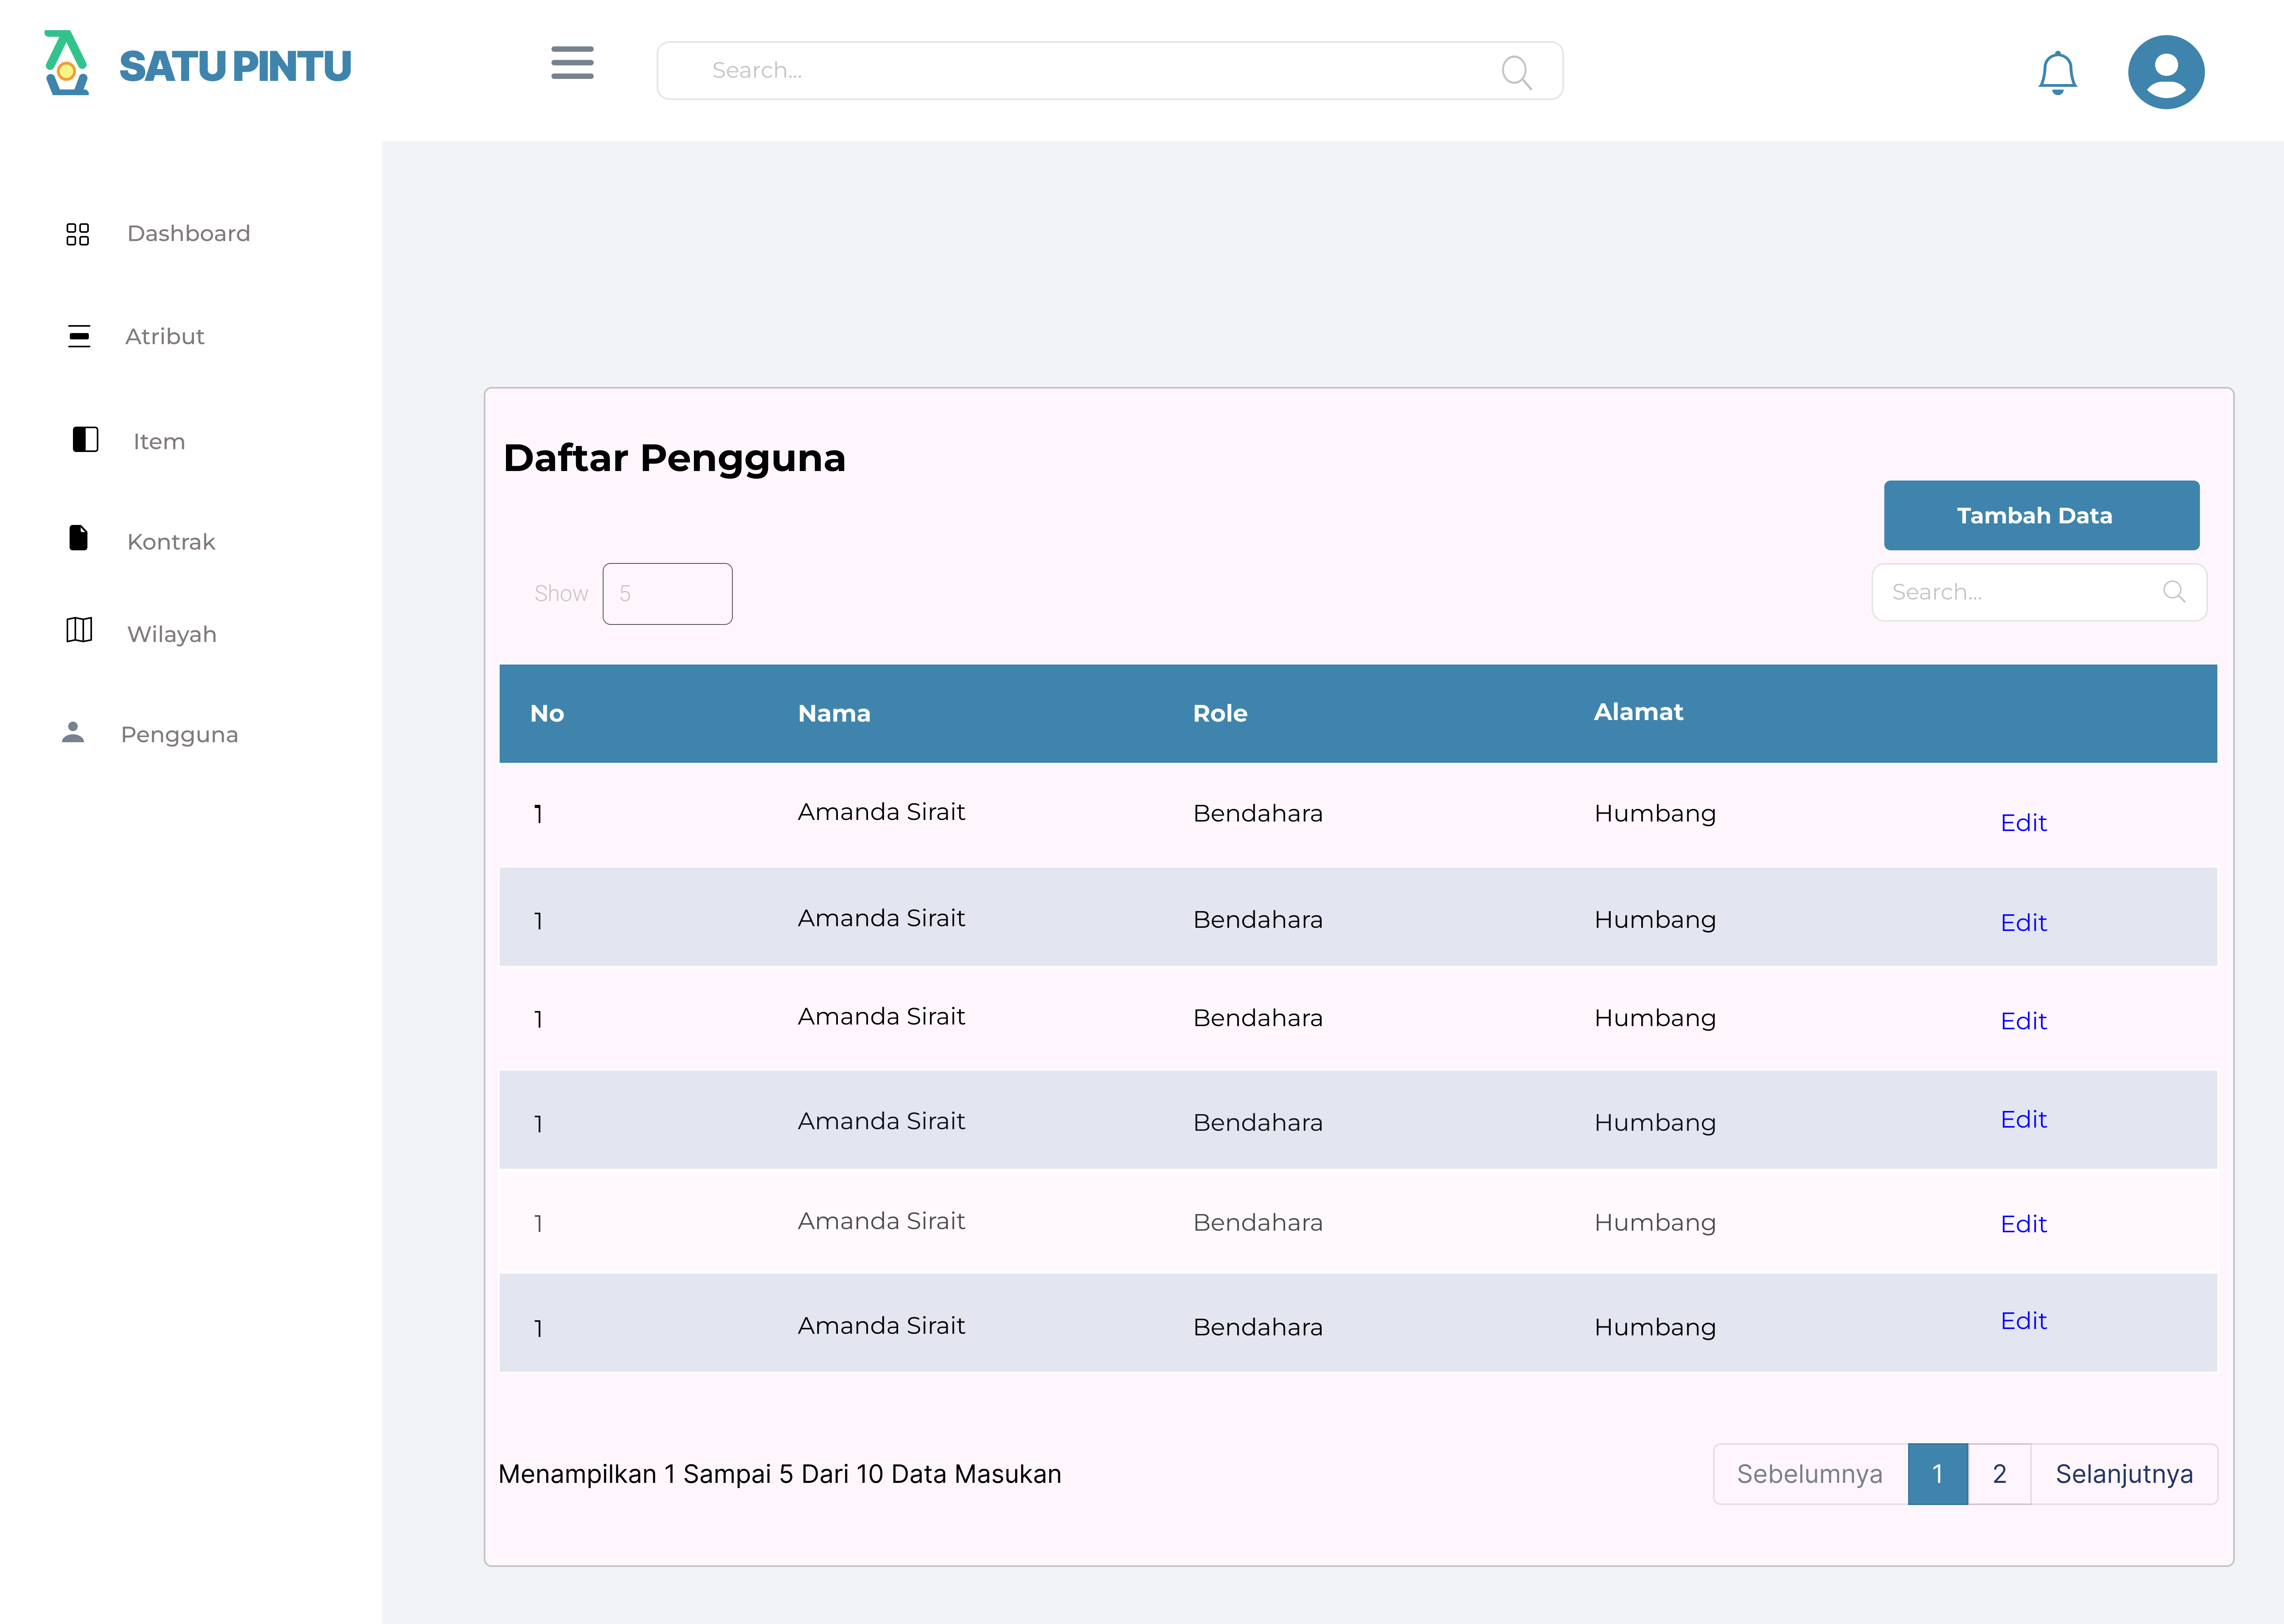 SATU PINTU
Search...
Dashboard
Atribut
Item
Kontrak
Wilayah
Pengguna
Daftar Pengguna
Tambah Data
Show 5
Search...
No Nama Role Alamat
1 Amanda Sirait Bendahara Humbang Edit
1 Amanda Sirait Bendahara Humbang Edit
1 Amanda Sirait Bendahara Humbang Edit
1 Amanda Sirait Bendahara Humbang Edit
1 Amanda Sirait Bendahara Humbang Edit
1 Amanda Sirait Bendahara Humbang Edit
Menampilkan 1 Sampai 5 Dari 10 Data Masukan
Sebelumnya 1 2 Selanjutnya